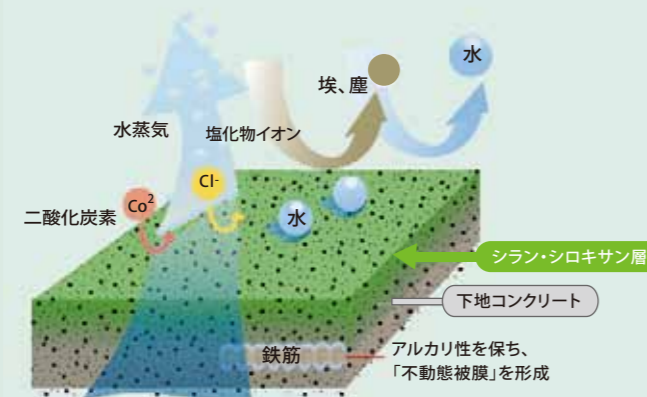 水
埃、塵
水蒸気
塩化物イオン
Cl-
Co²
二酸化炭素
水
シラン・シロキサン層
下地コンクリート
鉄筋
アルカリ性を保ち、
「不動態被膜」を形成